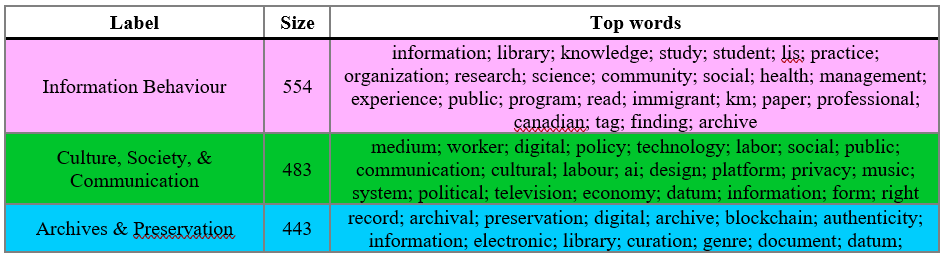 Label Size Top words
information; library; knowledge; study; student; lis; practice;
organization; research; science; community; social; health; management;
Information Behaviour 554
experience; public; program; read; immigrant; km; paper; professional;
canadian; tag; finding; archive
medium; worker; digital; policy; technology; labor; social; public;
Culture, Society, &
Communication 483
communication; cultural; labour; ai; design; platform; privacy; music;
system; political; television; economy; datum; information; form; right
Archives & Preservation 443
record; archival; preservation; digital; archive; blockchain; authenticity;
information; electronic; library; curation; genre; document; datum;